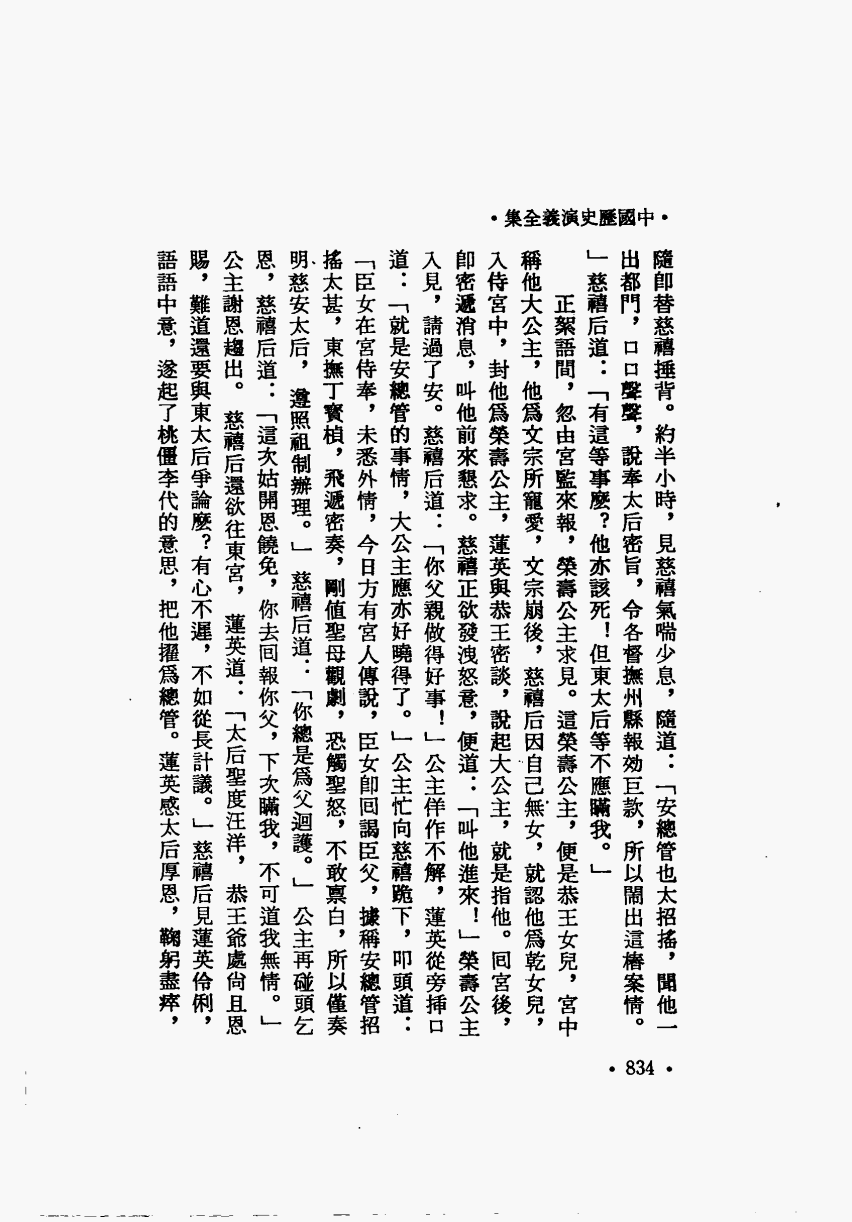 •中國歷史演義全集•
隨即替慈禧捶背。約半小時，見慈禧氣喘少息，隨道：「安總管也太招搖，聞他一
出都門，口口聲聲，說奉太后密旨，令各督撫州縣報効巨款，所以鬧出這樁案情。
」慈禧后道：「有這等事麼？他亦該死！但東太后等不應瞞我。」
正絮語間，忽由宮監來報，榮壽公主求見。這榮壽公主，便是恭王女兒，宮中
稱他大公主，他爲文宗所寵愛，文宗崩後，慈禧后因自己無女，就認他爲乾女兒，
入侍宮中，封他爲榮壽公主，蓮英與恭王密談，說起大公主，就是指他。回宮後，
卽密遞消息，叫他前來懇求。慈禧正欲發洩怒意，便道：「叫他進來！」榮壽公主
入見，請過了安。慈禧后道：「你父親做得好事！」公主佯作不解，蓮英從旁插口
道：「就是安總管的事情，大公主應亦好曉得了。」公主忙向慈禧跪下，叩頭道：
「臣女在宮侍奉，未悉外情，今日方有宮人傳說，臣女卽回謁臣父，據稱安總管招
搖太甚，東撫丁寶楨，飛遞密奏，剛值聖母觀劇，恐觸聖怒，不敢稟白，所以僅奏
明慈安太后，遵照祖制辦理。」慈禧后道：「你總是爲父迴護。」公主再碰頭乞
恩，慈禧后道：「這次姑開恩饒免，你去回報你父，下次瞞我，不可道我無情。」
公主謝恩趨出。慈禧后還欲往東宮，蓮英道：「太后聖度汪洋，恭王爺處尙且恩
賜，難道還要與東太后爭論麼？有心不遲，不如從長計議。」慈禧后見蓮英伶俐，
語語中意，遂起了桃僵李代的意思，把他擢爲總管。蓮英感太后厚恩，鞠躬盡瘁，
•834•